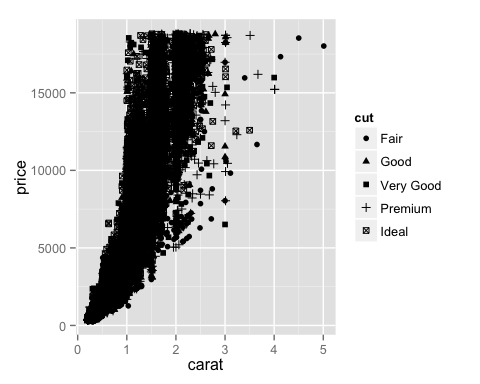 15000
10000
5000
0
price
0 1 2 3 4 5
carat
cut
Fair
Good
Very Good
Premium
Ideal